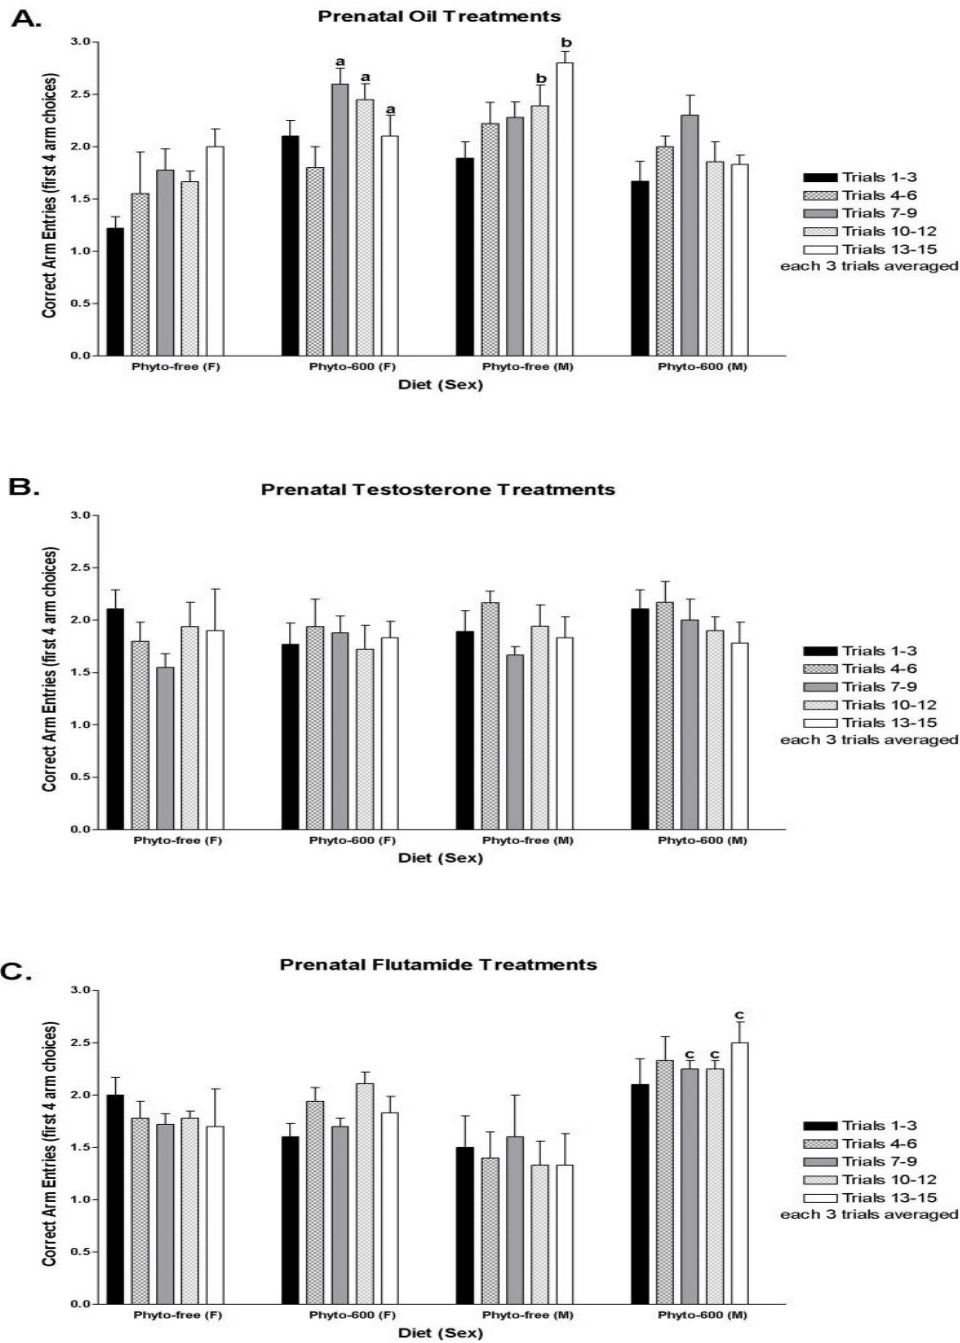 A.
Prenatal Oil Treatments
Correct Arm Entries (first 4 arm choices)
3.0
2.5
2.0
1.5
1.0
0.5
0.0
a
a
a
b
b
Phyto-free (F)
Phyto-600 (F)
Phyto-free (M)
Phyto-600 (M)
Diet (Sex)
Trials 1-3
Trials 4-6
Trials 7-9
Trials 10-12
Trials 13-15
each 3 trials averaged
B.
Prenatal Testosterone Treatments
Correct Arm Entries (first 4 arm choices)
3.0
2.5
2.0
1.5
1.0
0.5
0.0
Phyto-free (F)
Phyto-600 (F)
Phyto-free (M)
Phyto-600 (M)
Diet (Sex)
Trials 1-3
Trials 4-6
Trials 7-9
Trials 10-12
Trials 13-15
each 3 trials averaged
C.
Prenatal Flutamide Treatments
Correct Arm Entries (first 4 arm choices)
3.0
2.5
2.0
1.5
1.0
0.5
0.0
c
c
c
Phyto-free (F)
Phyto-600 (F)
Phyto-free (M)
Phyto-600 (M)
Diet (Sex)
Trials 1-3
Trials 4-6
Trials 7-9
Trials 10-12
Trials 13-15
each 3 trials averaged